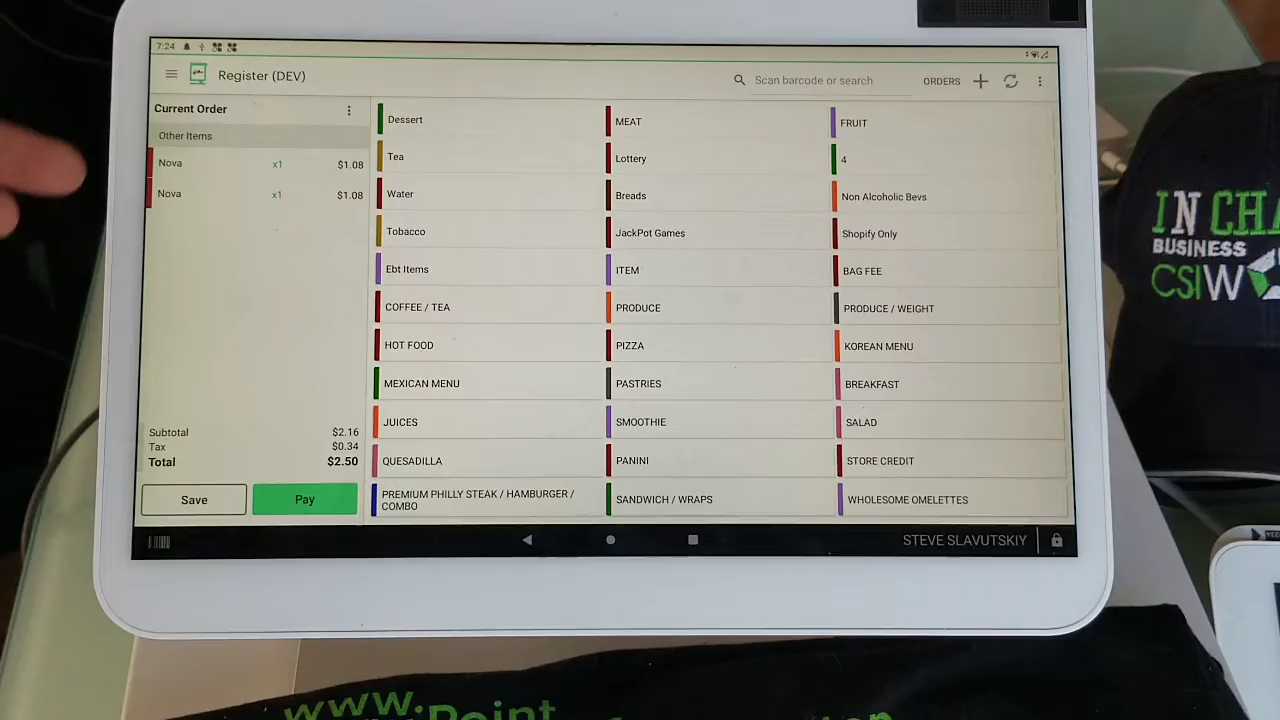 7:24
Register (DEV)
Scan barcode or search
ORDERS
Current Order
Other Items
Nova x1 $1.08
Nova x1 $1.08
Subtotal $2.16
Tax $0.34
Total $2.50
Save
Pay
Dessert
MEAT
FRUIT
Tea
Lottery
4
Water
Breads
Non Alcoholic Bevs
Tobacco
JackPot Games
Shopify Only
Ebt Items
ITEM
BAG FEE
COFFEE / TEA
PRODUCE
PRODUCE / WEIGHT
HOT FOOD
PIZZA
KOREAN MENU
MEXICAN MENU
PASTRIES
BREAKFAST
JUICES
SMOOTHIE
SALAD
QUESADILLA
PANINI
STORE CREDIT
PREMIUM PHILLY STEAK / HAMBURGER /
COMBO
SANDWICH / WRAPS
WHOLESOME OMELETTES
STEVE SLAVUTSKIY
IN CHA
BUSINESS
CSIW
www.
Point